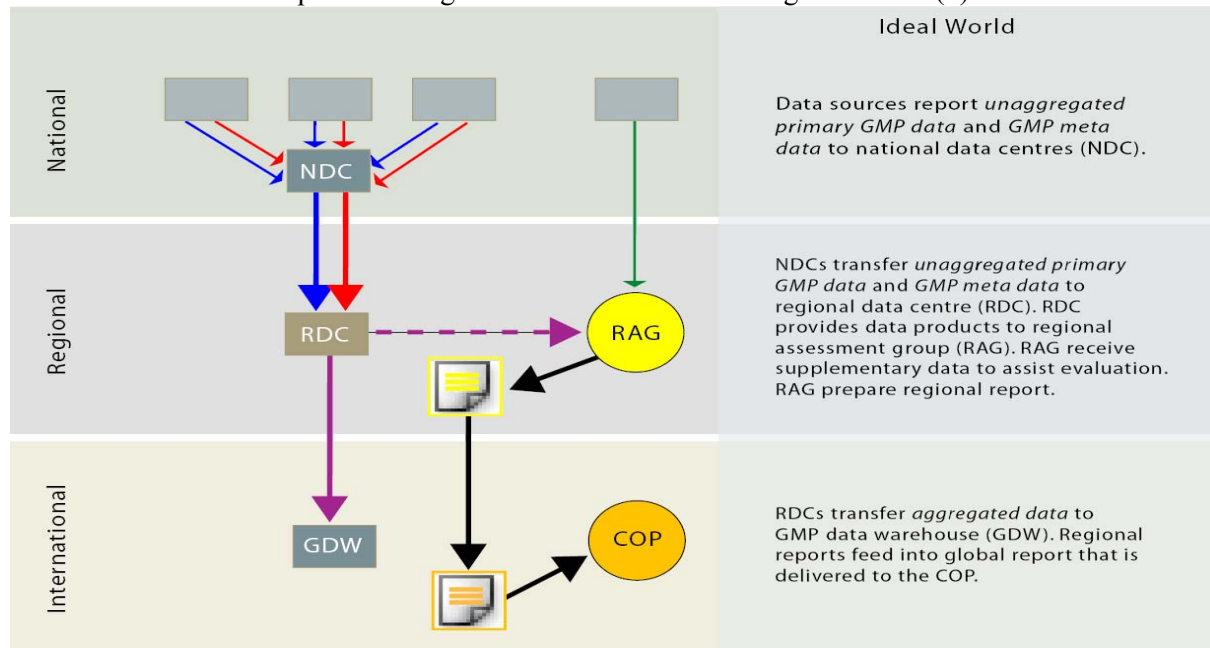 Ideal World
National
NDC
Data sources report unaggregated
primary GMP data and GMP meta
data to national data centres (NDC).
Regional
RDC
RAG
NDCs transfer unaggregated primary
GMP data and GMP meta data to
regional data centre (RDC). RDC
provides data products to regional
assessment group (RAG). RAG receive
supplementary data to assist evaluation.
RAG prepare regional report.
International
GDW
COP
RDCs transfer aggregated data to
GMP data warehouse (GDW). Regional
reports feed into global report that is
delivered to the COP.